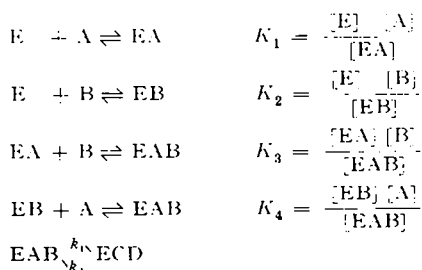 E + A ⇌ EA K₁ = [E] [A] / [EA]
E + B ⇌ EB K₂ = [E] [B] / [EB]
EA + B ⇌ EAB K₃ = [EA] [B] / [EAB]
EB + A ⇌ EAB K₄ = [EB] [A] / [EAB]
EAB ⇌ ECD